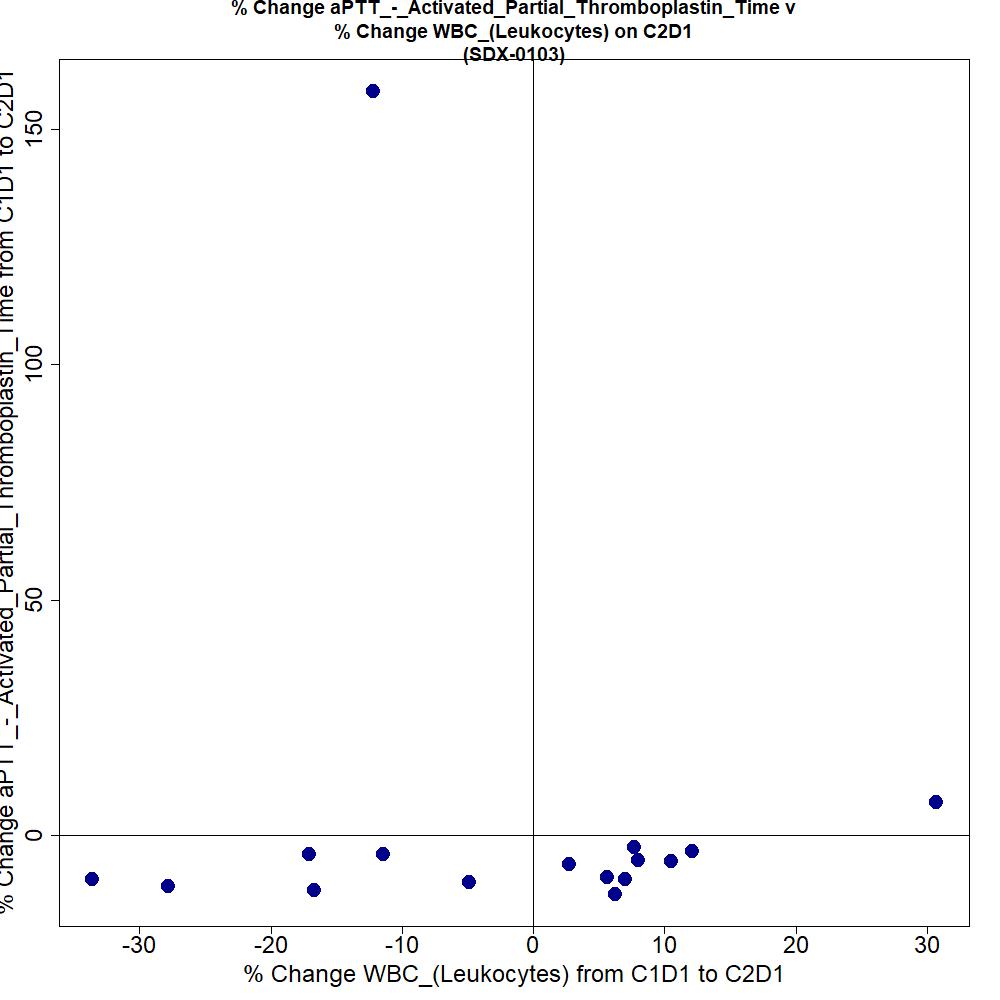 % Change aPTT_-_Activated_Partial_Thromboplastin_Time v
% Change WBC_(Leukocytes) on C2D1
(SDX-0103)
% Change aPTT_-_Activated_Partial_Thromboplastin_Time from C1D1 to C2D1
150
100
50
0
-30 -20 -10 0 10 20 30
% Change WBC_(Leukocytes) from C1D1 to C2D1